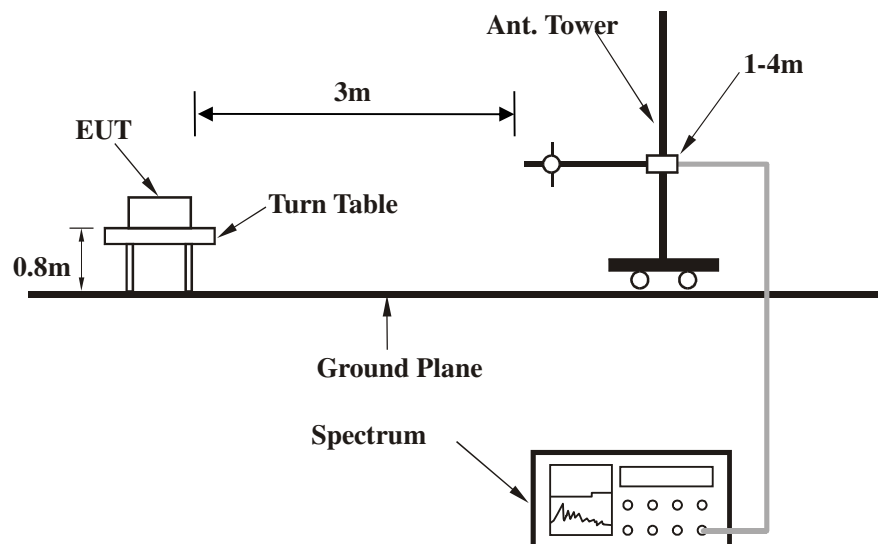 Ant. Tower
1-4m
3m
EUT
Turn Table
0.8m
Ground Plane
Spectrum